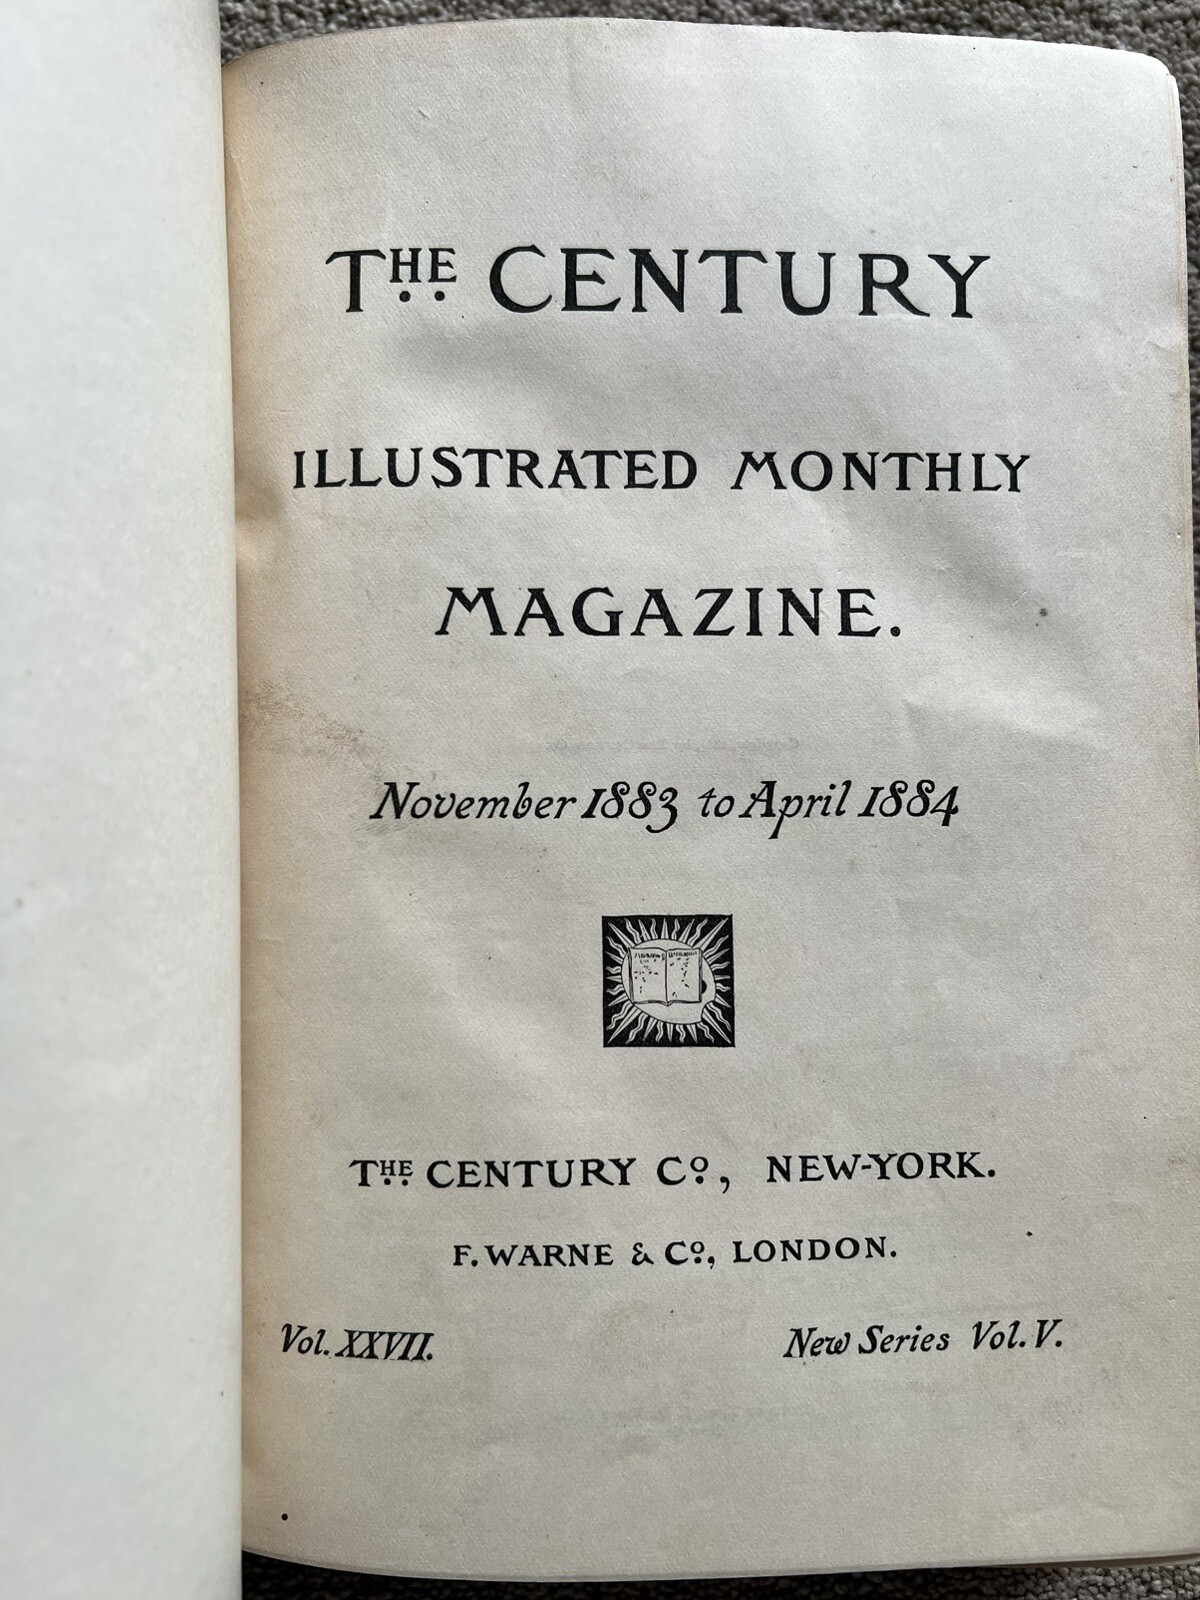 THE CENTURY
ILLUSTRATED MONTHLY
MAGAZINE.
November 1883 to April 1884
THE CENTURY Co., NEW-YORK.
F. WARNE & Co., LONDON.
Vol. XXVII. New Series Vol. V.